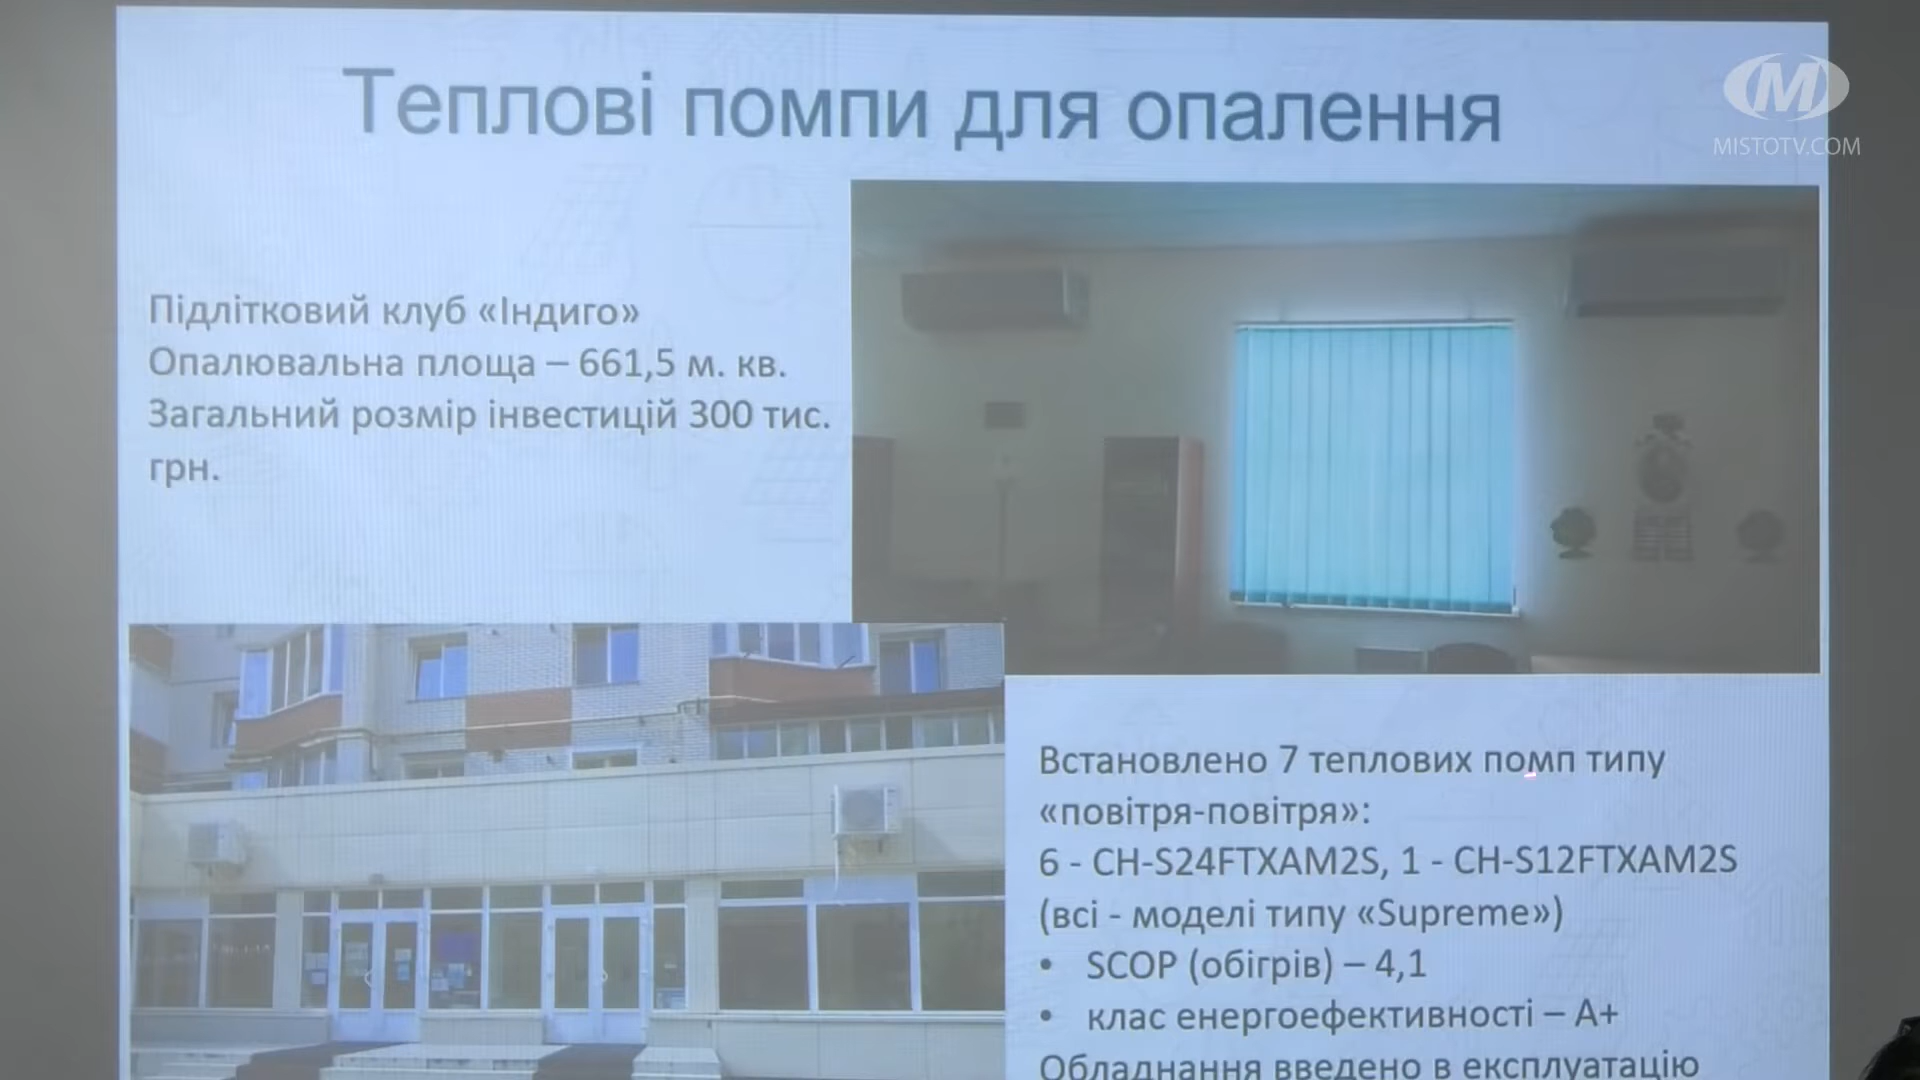 Теплові помпи для опалення
M
MISTOTV.COM
Підлітковий клуб «Індиго»
Опалювальна площа – 661,5 м. кв.
Загальний розмір інвестицій 300 тис.
грн.
Встановлено 7 теплових помп типу
«повітря-повітря»:
6 - CH-S24FTXAM2S, 1 - CH-S12FTXAM2S
(всі - моделі типу «Supreme»)
• SCOP (обігрів) – 4,1
• клас енергоефективності – А+
Обладнання введено в експлуатацію